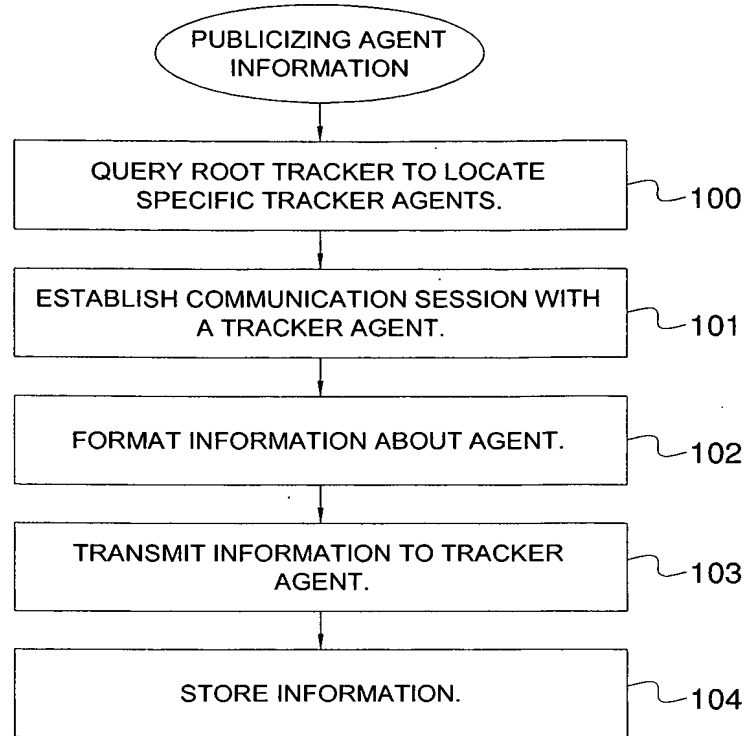 PUBLICIZING AGENT
INFORMATION
QUERY ROOT TRACKER TO LOCATE
SPECIFIC TRACKER AGENTS.
100
ESTABLISH COMMUNICATION SESSION WITH
A TRACKER AGENT.
101
FORMAT INFORMATION ABOUT AGENT.
102
TRANSMIT INFORMATION TO TRACKER
AGENT.
103
STORE INFORMATION.
104